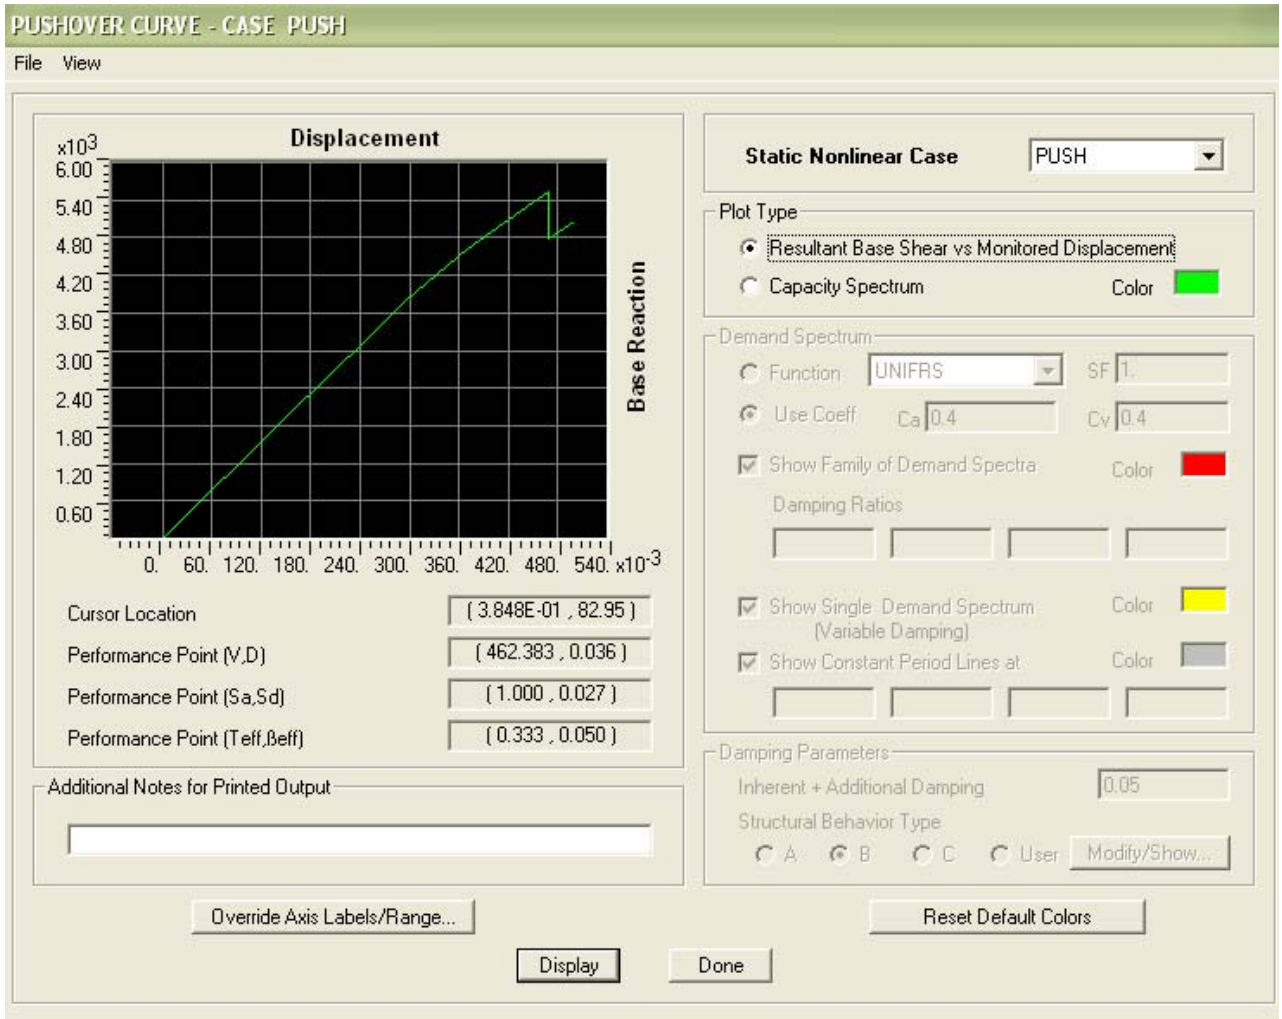 PUSHOVER CURVE - CASE PUSH
File View
Displacement
x10³
6.00
5.40
4.80
4.20
3.60
3.00
2.40
1.80
1.20
0.60
Base Reaction
0. 60. 120. 180. 240. 300. 360. 420. 480. 540. x10⁻³
Cursor Location ( 3.848E-01 , 82.95 )
Performance Point (V,D) ( 462.383 , 0.036 )
Performance Point (Sa,Sd) ( 1.000 , 0.027 )
Performance Point (Teff,ßeff) ( 0.333 , 0.050 )
Additional Notes for Printed Output
Override Axis Labels/Range...
Static Nonlinear Case PUSH
Plot Type
Resultant Base Shear vs Monitored Displacement
Capacity Spectrum Color
Demand Spectrum
Function UNIFRS SF 1.
Use Coeff Ca 0.4 Cv 0.4
Show Family of Demand Spectra Color
Damping Ratios
Show Single Demand Spectrum Color
(Variable Damping)
Show Constant Period Lines at Color
Damping Parameters
Inherent + Additional Damping 0.05
Structural Behavior Type
A B C User Modify/Show...
Reset Default Colors
Display Done